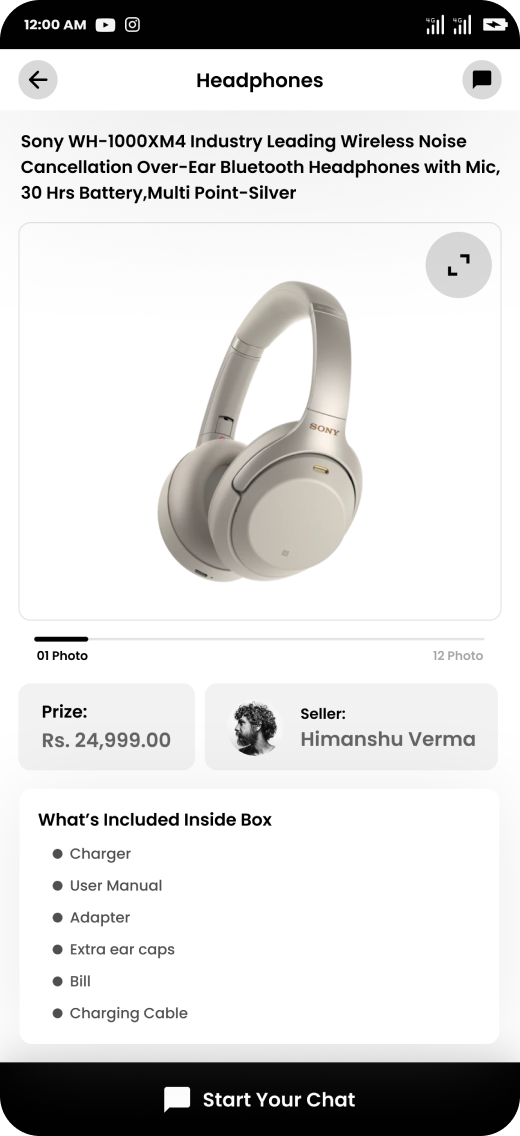 12:00 AM
4G 4G
Headphones
Sony WH-1000XM4 Industry Leading Wireless Noise
Cancellation Over-Ear Bluetooth Headphones with Mic,
30 Hrs Battery,Multi Point-Silver
SONY
01 Photo
12 Photo
Prize:
Rs. 24,999.00
Seller:
Himanshu Verma
What’s Included Inside Box
Charger
User Manual
Adapter
Extra ear caps
Bill
Charging Cable
Start Your Chat